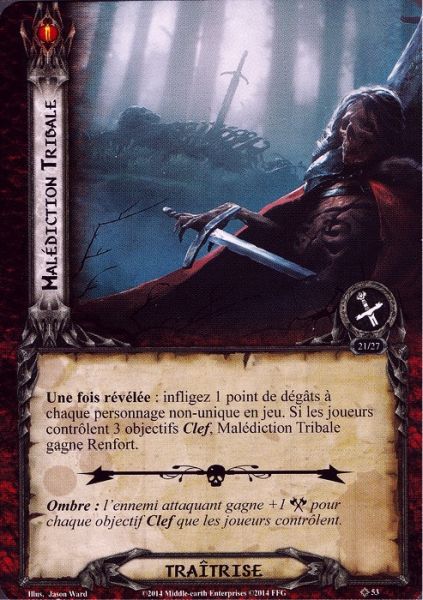 Malédiction Tribale
21/27
Une fois révélée : infligez 1 point de dégâts à
chaque personnage non-unique en jeu. Si les joueurs
contrôlent 3 objectifs Clef, Malédiction Tribale
gagne Renfort.
Ombre : l'ennemi attaquant gagne +1 pour
chaque objectif Clef que les joueurs contrôlent.
TRAÎTRISE
Illus. Jason Ward
©2014 Middle-earth Enterprises ©2014 FFG
53